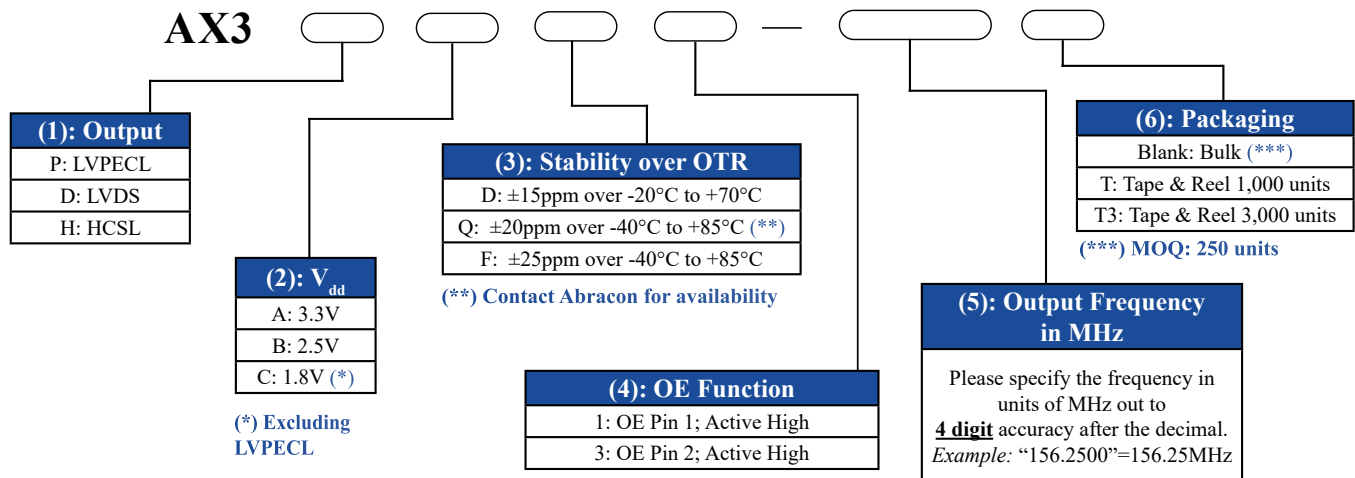 AX3 —
(1): Output
P: LVPECL
D: LVDS
H: HCSL
(2): Vdd
A: 3.3V
B: 2.5V
C: 1.8V (*)
(*) Excluding
LVPECL
(3): Stability over OTR
D: ±15ppm over -20°C to +70°C
Q: ±20ppm over -40°C to +85°C (**)
F: ±25ppm over -40°C to +85°C
(**) Contact Abracon for availability
(4): OE Function
1: OE Pin 1; Active High
3: OE Pin 2; Active High
(5): Output Frequency
in MHz
Please specify the frequency in
units of MHz out to
4 digit accuracy after the decimal.
Example: “156.2500”=156.25MHz
(6): Packaging
Blank: Bulk (***)
T: Tape & Reel 1,000 units
T3: Tape & Reel 3,000 units
(***) MOQ: 250 units